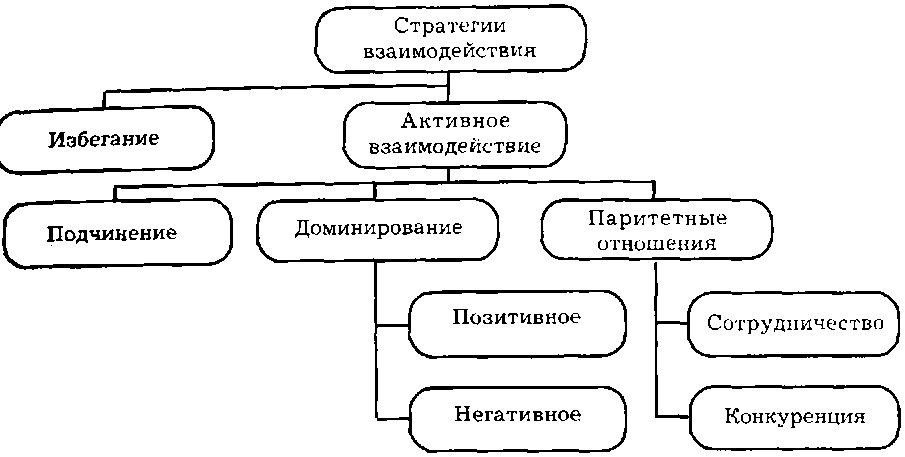 Стратегии
взаимодействия
Избегание
Активное
взаимодействие
Подчинение
Доминирование
Паритетные
отношения
Позитивное
Сотрудничество
Негативное
Конкуренция